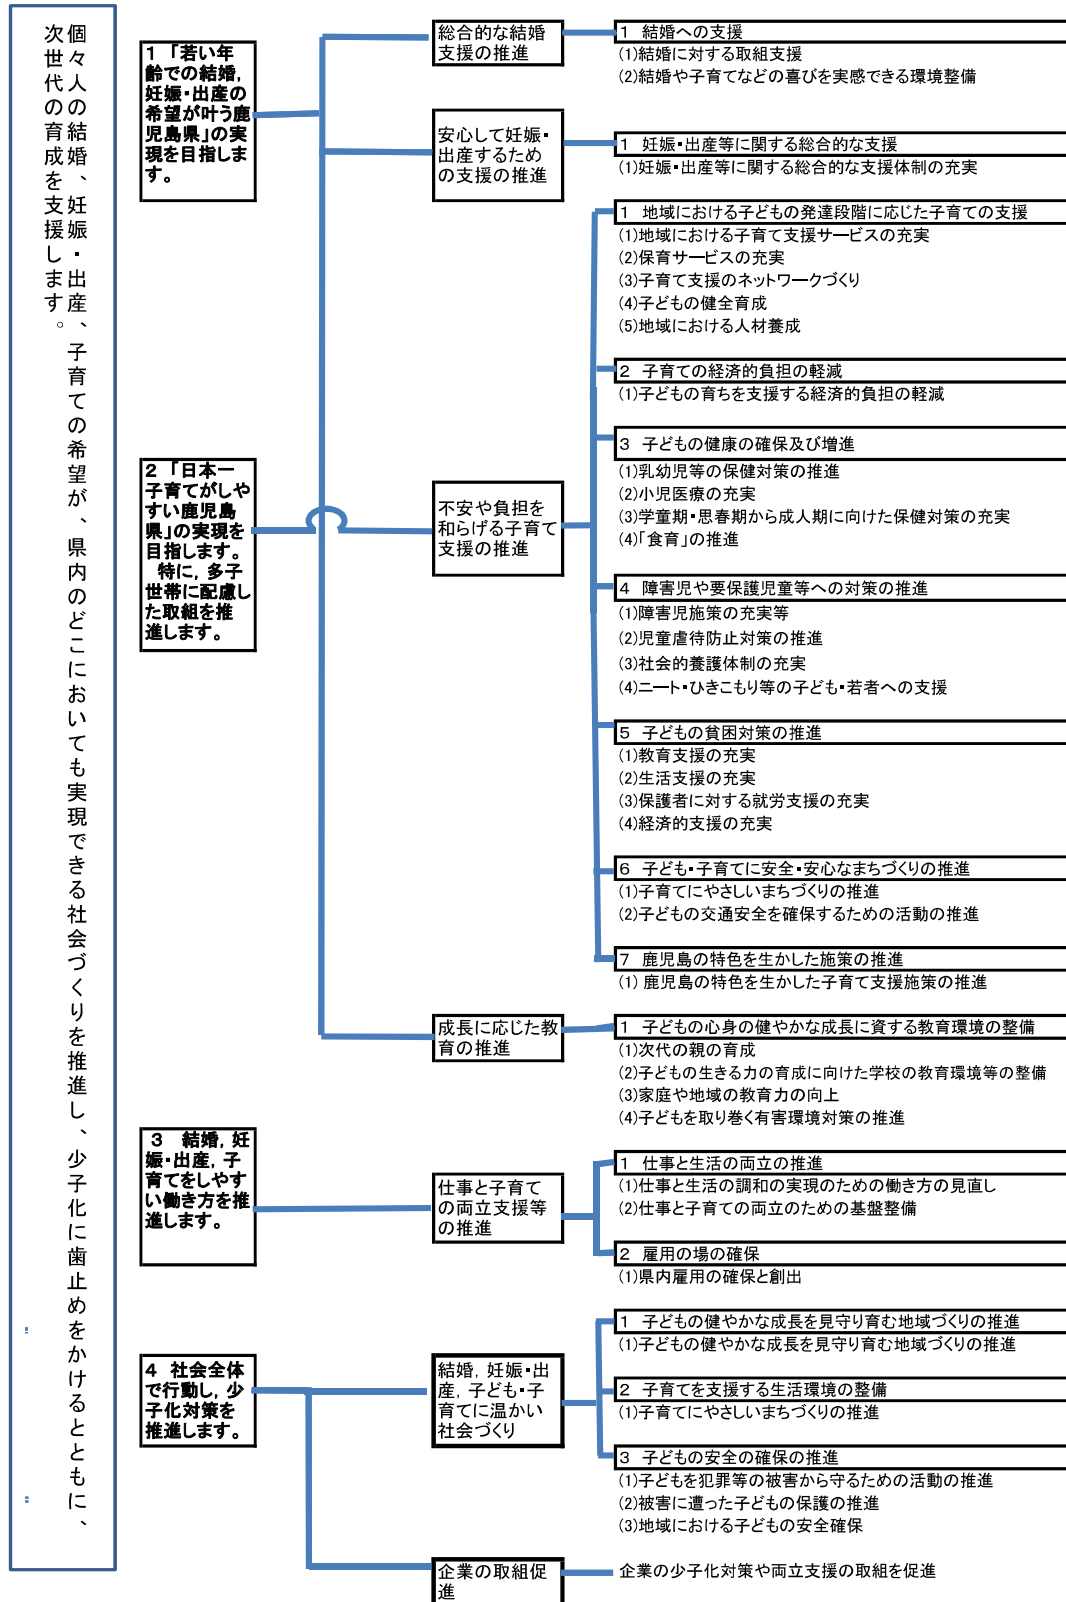 個々人の結婚、妊娠・出産、子育ての希望が、県内のどこにおいても実現できる社会づくりを推進し、少子化に歯止めをかけるとともに、
次世代の育成を支援します。
1 「若い年
齢での結婚,
妊娠・出産の
希望が叶う鹿
児島県」の実
現を目指しま
す。
総合的な結婚
支援の推進
1 結婚への支援
(1)結婚に対する取組支援
(2)結婚や子育てなどの喜びを実感できる環境整備
安心して妊娠・
出産するため
の支援の推進
1 妊娠・出産等に関する総合的な支援
(1)妊娠・出産等に関する総合的な支援体制の充実
2 「日本一
子育てがしや
すい鹿児島
県」の実現を
目指します。
特に,多子
世帯に配慮し
た取組を推
進します。
不安や負担を
和らげる子育て
支援の推進
1 地域における子どもの発達段階に応じた子育ての支援
(1)地域における子育て支援サービスの充実
(2)保育サービスの充実
(3)子育て支援のネットワークづくり
(4)子どもの健全育成
(5)地域における人材養成
2 子育ての経済的負担の軽減
(1)子どもの育ちを支援する経済的負担の軽減
3 子どもの健康の確保及び増進
(1)乳幼児等の保健対策の推進
(2)小児医療の充実
(3)学童期・思春期から成人期に向けた保健対策の充実
(4)「食育」の推進
4 障害児や要保護児童等への対策の推進
(1)障害児施策の充実等
(2)児童虐待防止対策の推進
(3)社会的養護体制の充実
(4)ニート・ひきこもり等の子ども・若者への支援
5 子どもの貧困対策の推進
(1)教育支援の充実
(2)生活支援の充実
(3)保護者に対する就労支援の充実
(4)経済的支援の充実
6 子ども・子育てに安全・安心なまちづくりの推進
(1)子育てにやさしいまちづくりの推進
(2)子どもの交通安全を確保するための活動の推進
7 鹿児島の特色を生かした施策の推進
(1) 鹿児島の特色を生かした子育て支援施策の推進
成長に応じた教
育の推進
1 子どもの心身の健やかな成長に資する教育環境の整備
(1)次代の親の育成
(2)子どもの生きる力の育成に向けた学校の教育環境等の整備
(3)家庭や地域の教育力の向上
(4)子どもを取り巻く有害環境対策の推進
3 結婚,妊
娠・出産,子
育てをしやす
い働き方を推
進します。
仕事と子育て
の両立支援等
の推進
1 仕事と生活の両立の推進
(1)仕事と生活の調和の実現のための働き方の見直し
(2)仕事と子育ての両立のための基盤整備
2 雇用の場の確保
(1)県内雇用の確保と創出
4 社会全体
で行動し,少
子化対策を
推進します。
結婚,妊娠・出
産,子ども・子
育てに温かい
社会づくり
1 子どもの健やかな成長を見守り育む地域づくりの推進
(1)子どもの健やかな成長を見守り育む地域づくりの推進
2 子育てを支援する生活環境の整備
(1)子育てにやさしいまちづくりの推進
3 子どもの安全の確保の推進
(1)子どもを犯罪等の被害から守るための活動の推進
(2)被害に遭った子どもの保護の推進
(3)地域における子どもの安全確保
企業の取組促
進
企業の少子化対策や両立支援の取組を促進